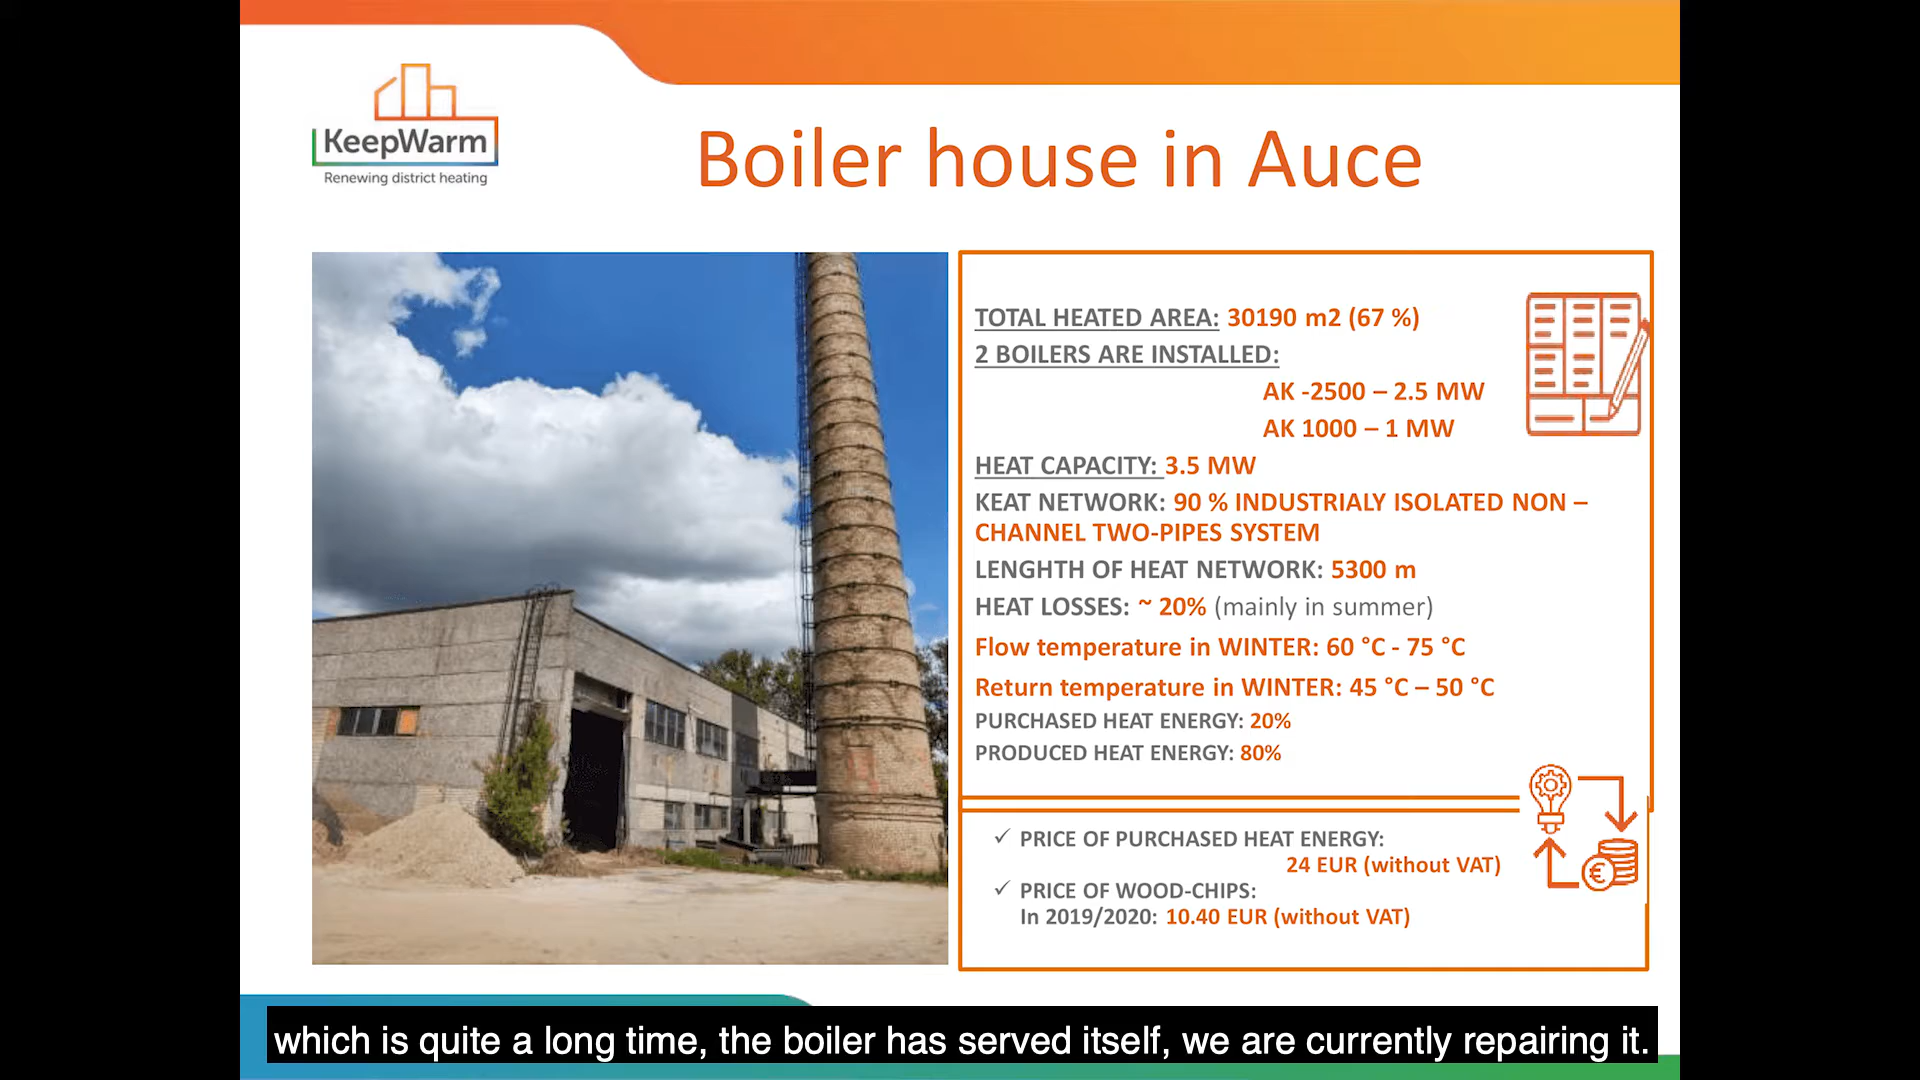 KeepWarm
Renewing district heating
Boiler house in Auce
TOTAL HEATED AREA: 30190 m2 (67 %)
2 BOILERS ARE INSTALLED:
AK -2500 – 2.5 MW
AK 1000 – 1 MW
HEAT CAPACITY: 3.5 MW
KEAT NETWORK: 90 % INDUSTRIALY ISOLATED NON –
CHANNEL TWO-PIPES SYSTEM
LENGHTH OF HEAT NETWORK: 5300 m
HEAT LOSSES: ~ 20% (mainly in summer)
Flow temperature in WINTER: 60 °C - 75 °C
Return temperature in WINTER: 45 °C – 50 °C
PURCHASED HEAT ENERGY: 20%
PRODUCED HEAT ENERGY: 80%
✓ PRICE OF PURCHASED HEAT ENERGY:
24 EUR (without VAT)
✓ PRICE OF WOOD-CHIPS:
In 2019/2020: 10.40 EUR (without VAT)
which is quite a long time, the boiler has served itself, we are currently repairing it.